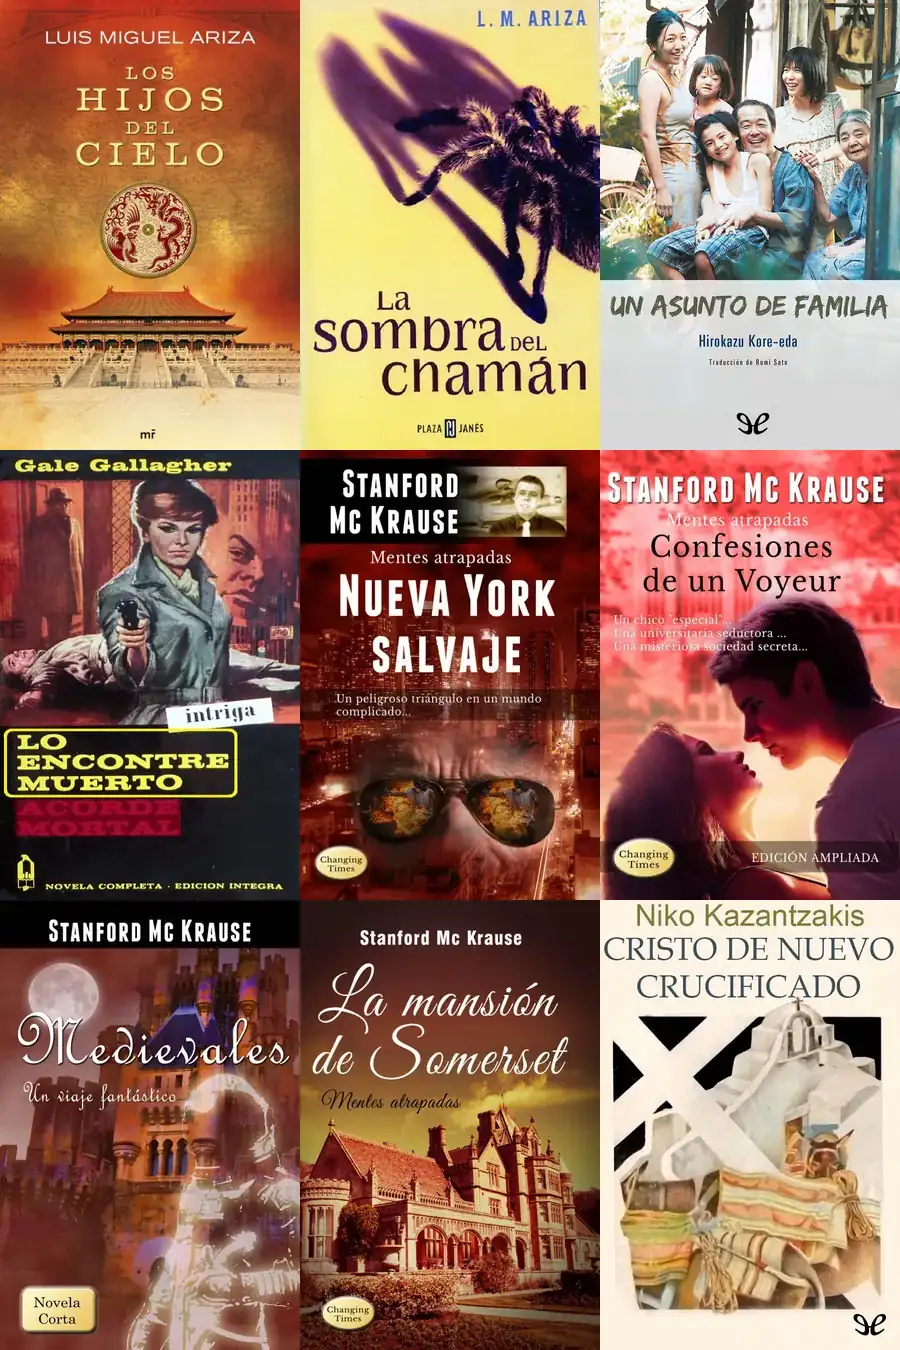 LUIS MIGUEL ARIZA
LOS
HIJOS
DEL
CIELO
mr
L. M. ARIZA
La
sombra DEL
chamán
PLAZA JANÉS
UN ASUNTO DE FAMILIA
Hirokazu Kore-eda
Traducción de Rumi Sato
Gale Gallagher
intriga
LO
ENCONTRE
MUERTO
ACORDE
MORTAL
NOVELA COMPLETA · EDICION INTEGRA
STANFORD
MC KRAUSE
Mentes atrapadas
NUEVA YORK
SALVAJE
Un peligroso triángulo en un mundo
complicado...
Changing
Times
STANFORD MC KRAUSE
Mentes atrapadas
Confesiones
de un Voyeur
Un chico "especial"...
Una universitaria seductora ...
Una misteriosa sociedad secreta...
Changing
Times
EDICIÓN AMPLIADA
STANFORD MC KRAUSE
Medievales
Un viaje fantástico
Novela
Corta
Stanford Mc Krause
La mansión
de Somerset
Mentes atrapadas
Changing
Times
Niko Kazantzakis
CRISTO DE NUEVO
CRUCIFICADO